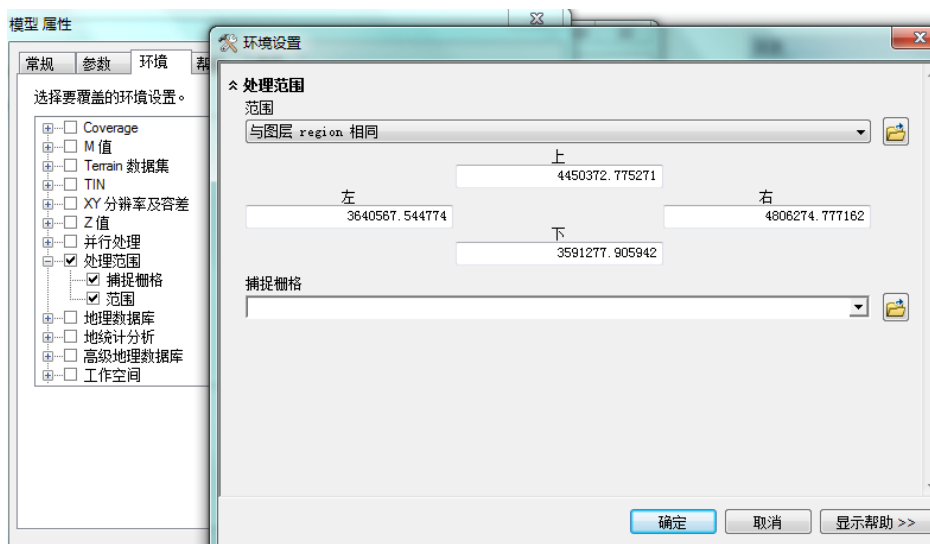 模型 属性
常规 参数 环境
选择要覆盖的环境设置。
Coverage
M 值
Terrain 数据集
TIN
XY 分辨率及容差
Z 值
并行处理
处理范围
捕捉栅格
范围
地理数据库
地统计分析
高级地理数据库
工作空间
环境设置
处理范围
范围
与图层 region 相同
上
4450372.775271
左 右
3640567.544774 4806274.777162
下
3591277.905942
捕捉栅格
确定 取消 显示帮助 >>